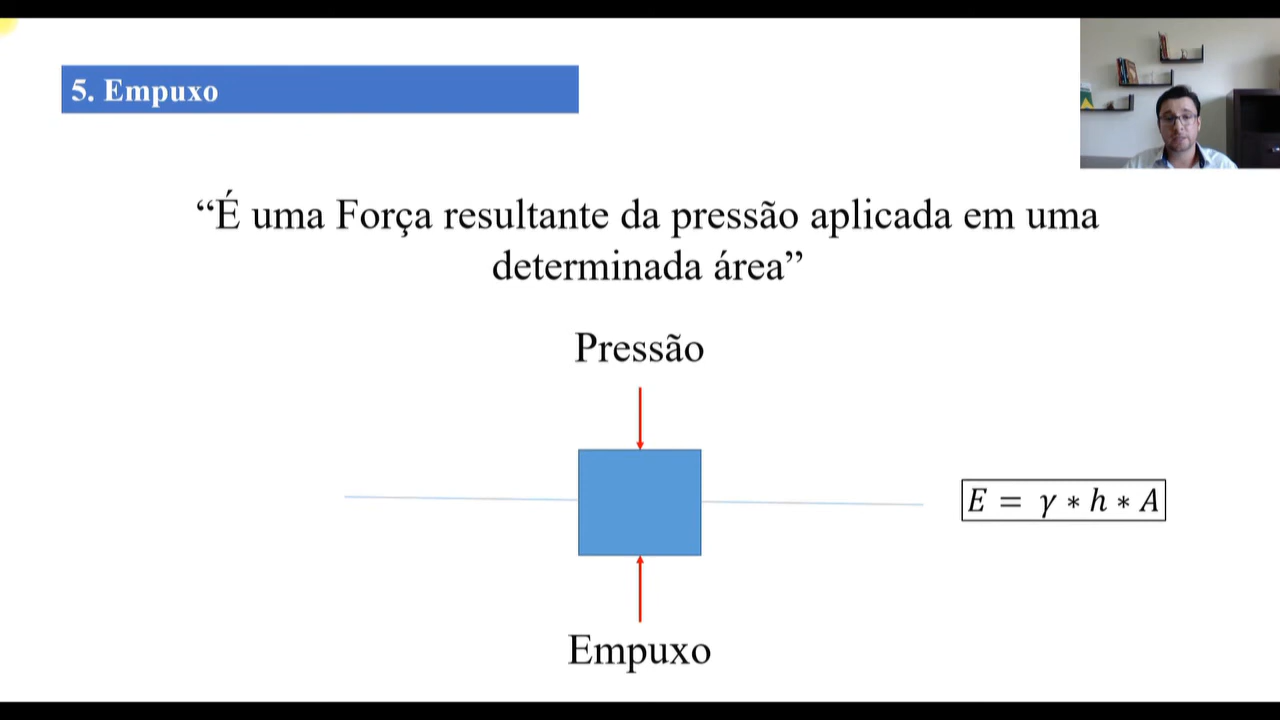 5. Empuxo
“É uma Força resultante da pressão aplicada em uma
determinada área”
Pressão
E = γ * h * A
Empuxo